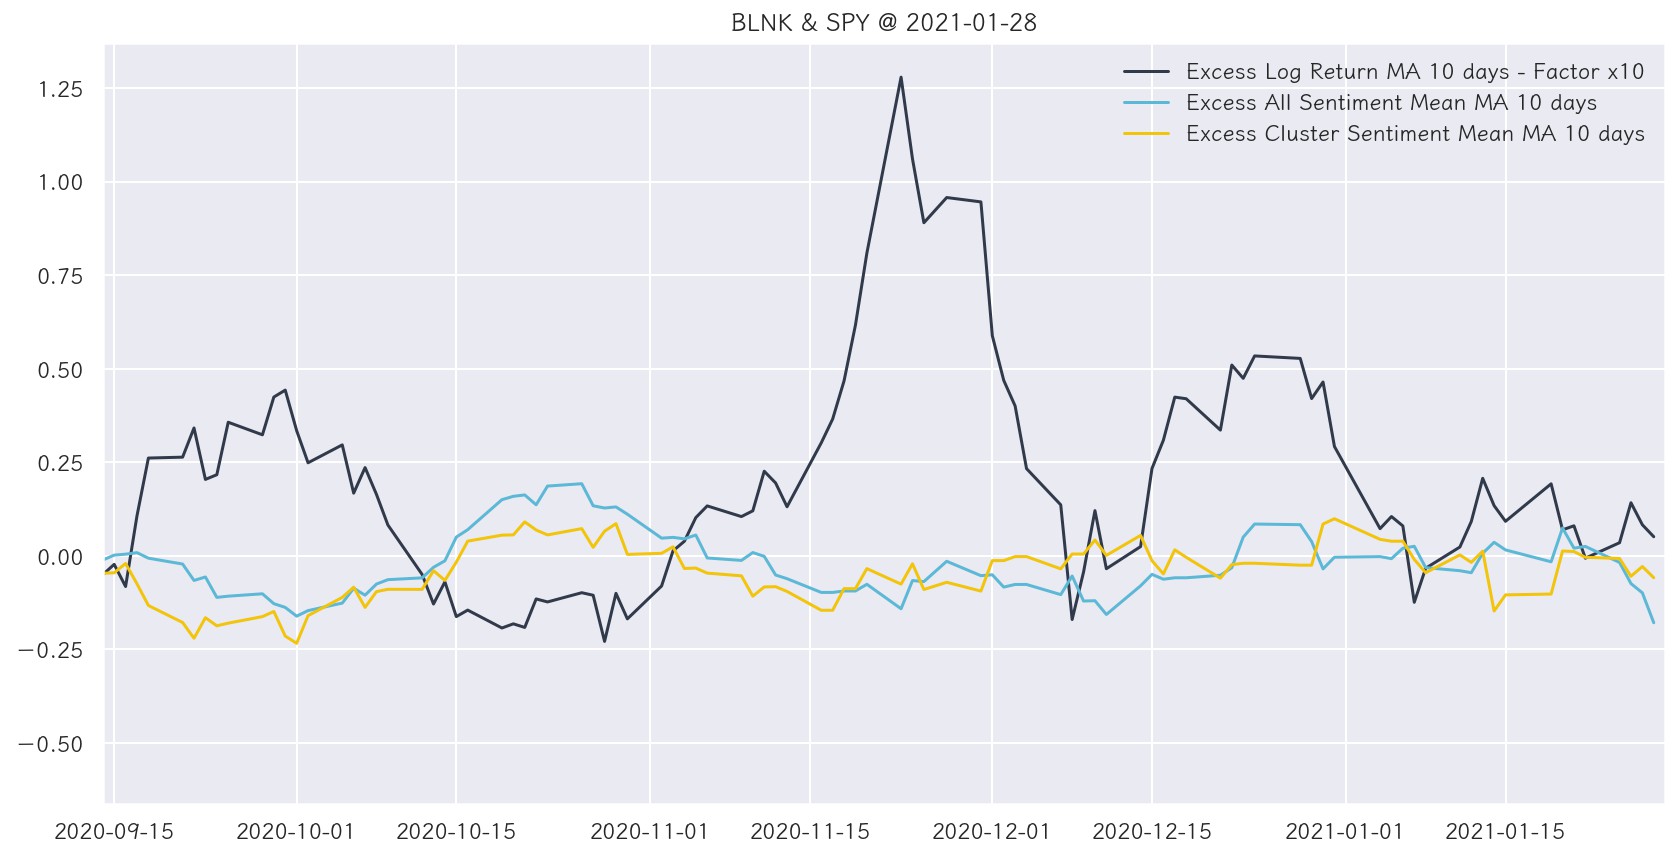 BLNK & SPY @ 2021-01-28
Excess Log Return MA 10 days - Factor x10
Excess All Sentiment Mean MA 10 days
Excess Cluster Sentiment Mean MA 10 days
1.25
1.00
0.75
0.50
0.25
0.00
−0.25
−0.50
2020-09-15 2020-10-01 2020-10-15 2020-11-01 2020-11-15 2020-12-01 2020-12-15 2021-01-01 2021-01-15